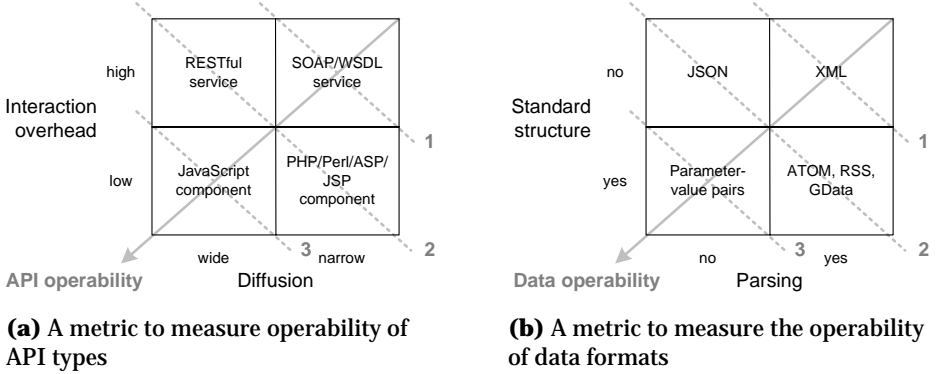 high
RESTful
service
SOAP/WSDL
service
Interaction
overhead
1
low
JavaScript
component
PHP/Perl/ASP/
JSP
component
3
2
wide
narrow
API operability
Diffusion
(a) A metric to measure operability of
API types
no
JSON
XML
Standard
structure
1
yes
Parameter-
value pairs
ATOM, RSS,
GData
3
2
no
yes
Data operability
Parsing
(b) A metric to measure the operability
of data formats